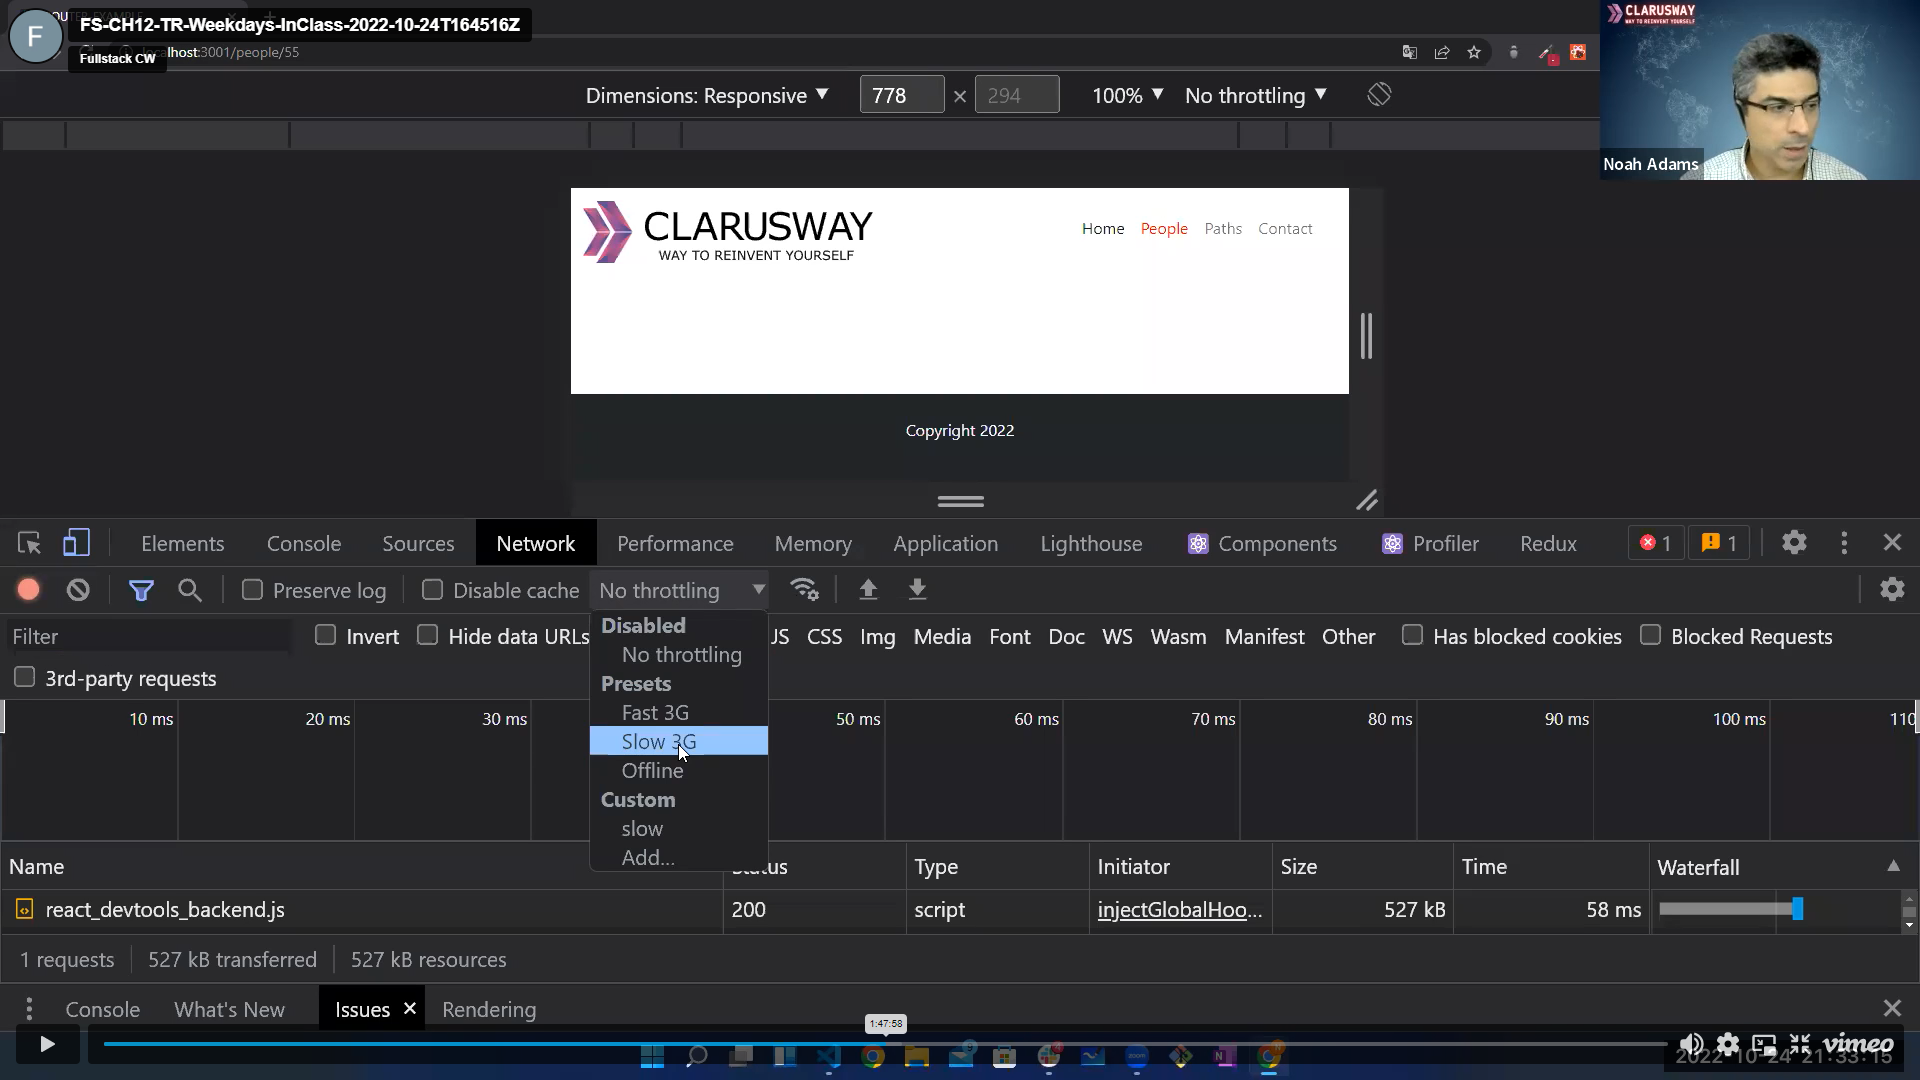 FS-CH12-TR-Weekdays-InClass-2022-10-24T164516Z
F
Fullstack CW
localhost:3001/people/55
CLARUSWAY
WAY TO REINVENT YOURSELF
Noah Adams
Dimensions: Responsive 778 × 294 100% No throttling
CLARUSWAY
WAY TO REINVENT YOURSELF
Home People Paths Contact
Copyright 2022
Elements Console Sources Network Performance Memory Application Lighthouse Components Profiler Redux 1 1
Preserve log Disable cache No throttling
Filter Invert Hide data URLs JS CSS Img Media Font Doc WS Wasm Manifest Other Has blocked cookies Blocked Requests
3rd-party requests
Disabled
No throttling
Presets
Fast 3G
Slow 3G
Offline
Custom
slow
Add...
10 ms 20 ms 30 ms 50 ms 60 ms 70 ms 80 ms 90 ms 100 ms 110
Name Status Type Initiator Size Time Waterfall
react_devtools_backend.js 200 script injectGlobalHoo... 527 kB 58 ms
1 requests 527 kB transferred 527 kB resources
Console What's New Issues Rendering
1:47:58
vimeo
2022-10-24 21:33:15